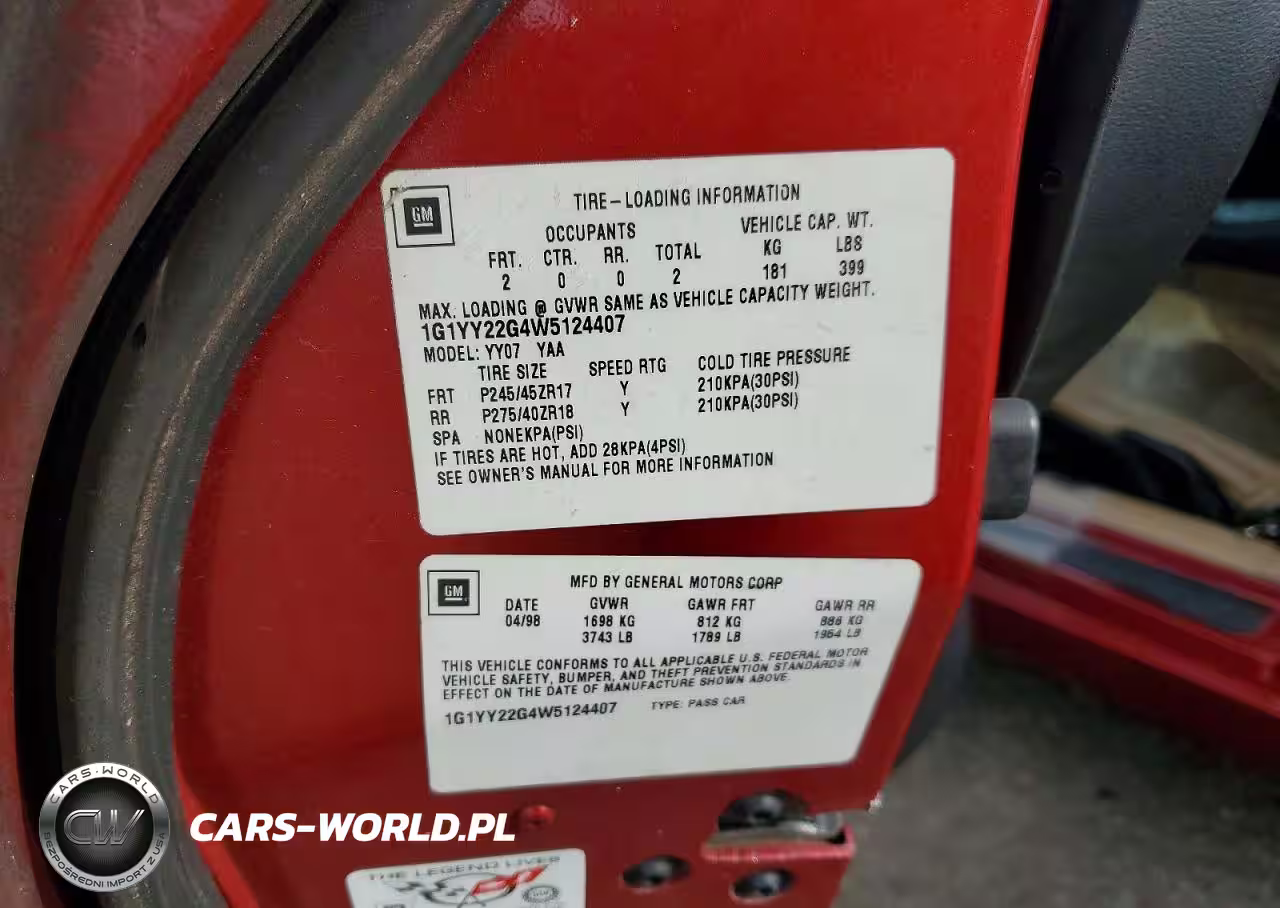 GM
TIRE-LOADING INFORMATION
OCCUPANTS VEHICLE CAP. WT.
FRT. CTR. RR. TOTAL KG LBS
2 0 0 2 181 399
MAX. LOADING @ GVWR SAME AS VEHICLE CAPACITY WEIGHT.
1G1YY22G4W5124407
MODEL: YY07 YAA
TIRE SIZE SPEED RTG COLD TIRE PRESSURE
FRT P245/45ZR17 Y 210KPA(30PSI)
RR P275/40ZR18 Y 210KPA(30PSI)
SPA NONEKPA(PSI)
IF TIRES ARE HOT, ADD 28KPA(4PSI)
SEE OWNER'S MANUAL FOR MORE INFORMATION
GM
MFD BY GENERAL MOTORS CORP
DATE GVWR GAWR FRT GAWR RR
04/98 1698 KG 812 KG 886 KG
3743 LB 1789 LB 1954 LB
THIS VEHICLE CONFORMS TO ALL APPLICABLE U.S. FEDERAL MOTOR
VEHICLE SAFETY, BUMPER, AND THEFT PREVENTION STANDARDS IN
EFFECT ON THE DATE OF MANUFACTURE SHOWN ABOVE.
1G1YY22G4W5124407 TYPE: PASS CAR
CARS-WORLD
CW
BEZPOŚREDNI IMPORT Z USA
CARS-WORLD.PL
THE LEGEND LIVES